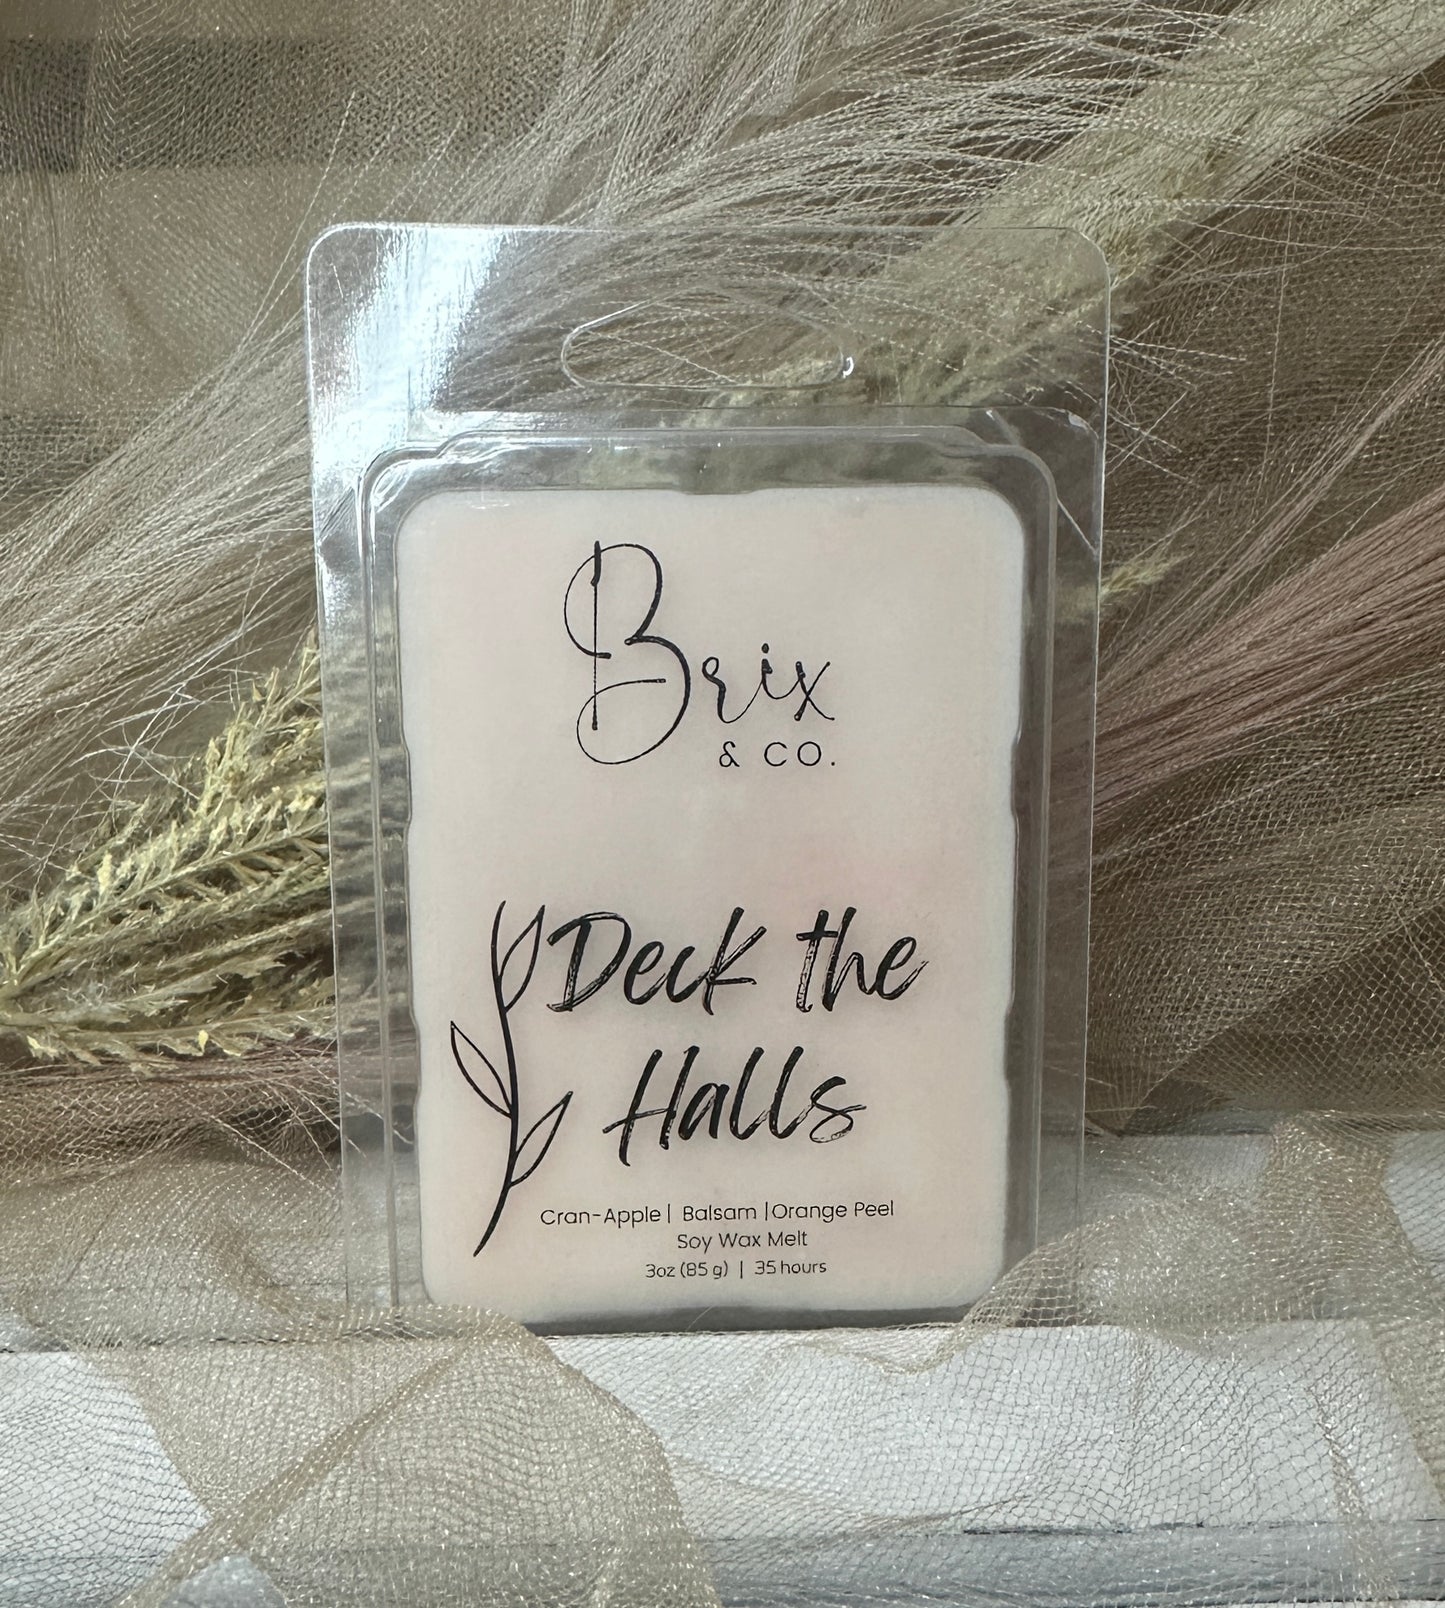 Brix
& CO.
Deck the
Halls
Cran-Apple| Balsam |Orange Peel
Soy Wax Melt
3oz (85 g) | 35 hours